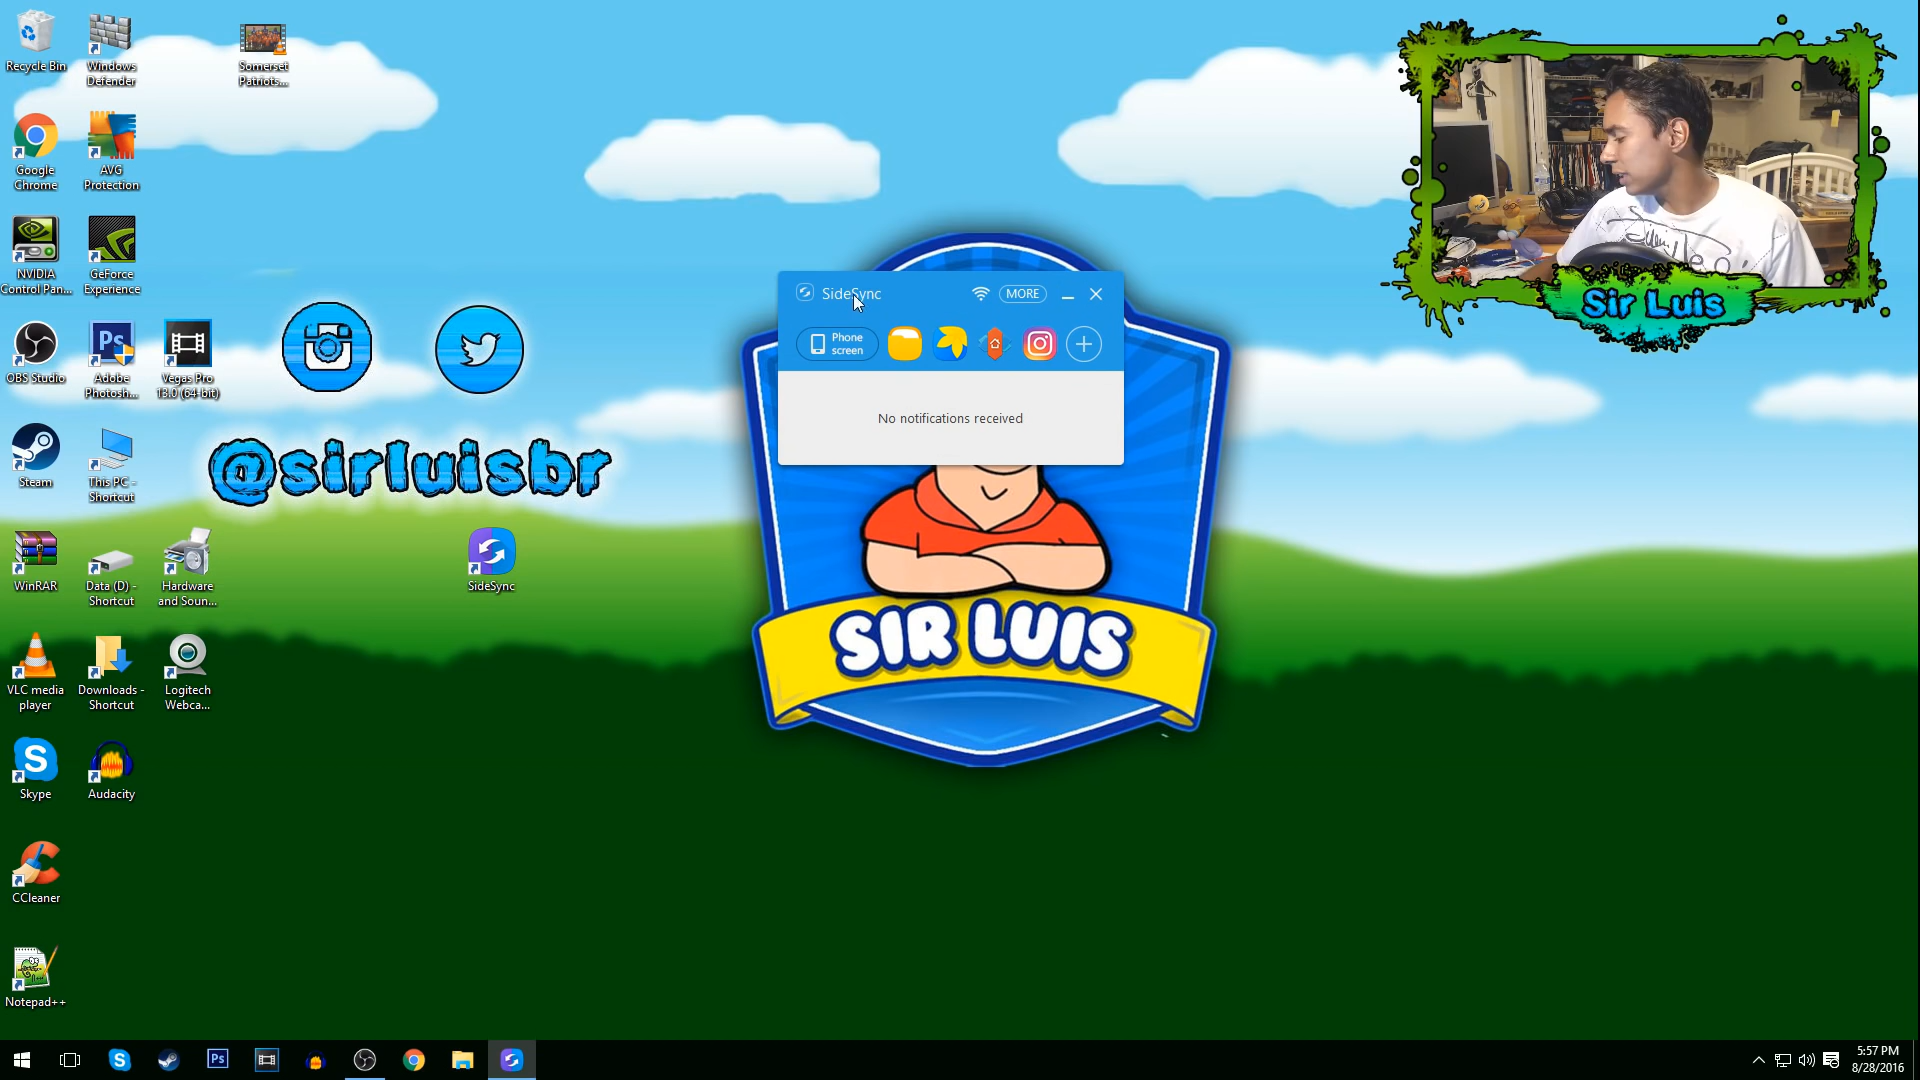 Recycle Bin
Windows
Defender
Somerset
Patriots...
Google
Chrome
AVG
Protection
NVIDIA
Control Pan...
GeForce
Experience
OBS Studio
Ps
Adobe
Photosh...
Vegas Pro
13.0 (64-bit)
Steam
This PC -
Shortcut
WinRAR
Data (D) -
Shortcut
Hardware
and Soun...
SideSync
VLC media
player
Downloads -
Shortcut
Logitech
Webca...
Skype
Audacity
CCleaner
Notepad++
@sirluisbr
SideSync
MORE
Phone
screen
No notifications received
SIR LUIS
Sir Luis
Ps
5:57 PM
8/28/2016